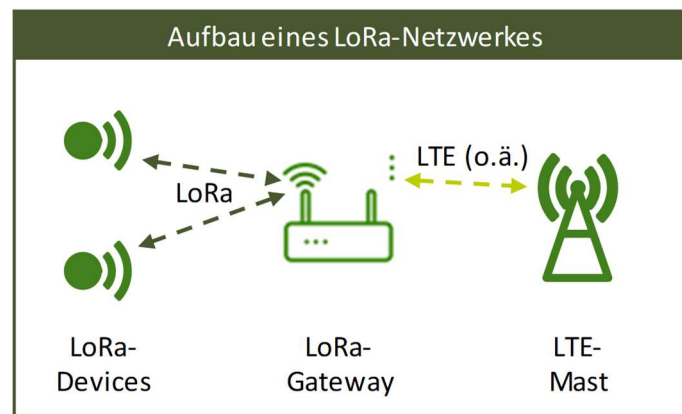 Aufbau eines LoRa-Netzwerkes
LTE (o.ä.)
LoRa
LoRa-
Devices
LoRa-
Gateway
LTE-
Mast